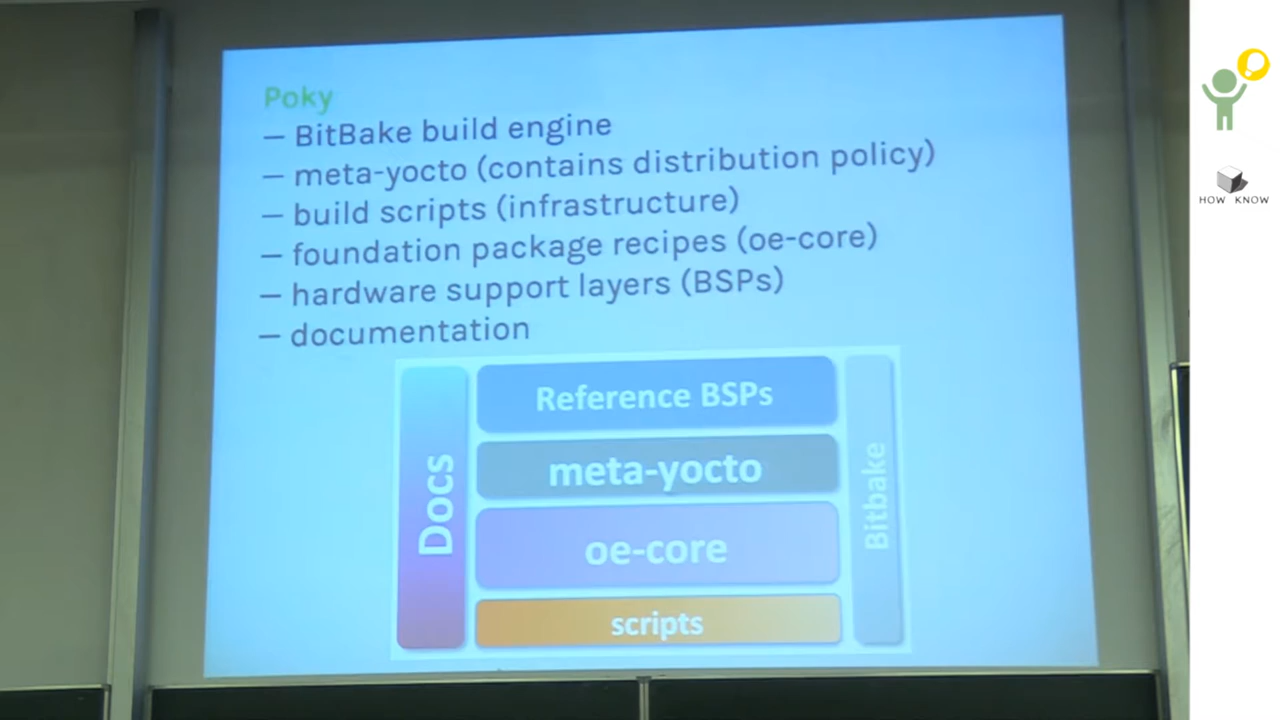 Poky
– BitBake build engine
– meta-yocto (contains distribution policy)
– build scripts (infrastructure)
– foundation package recipes (oe-core)
– hardware support layers (BSPs)
– documentation
Docs
Reference BSPs
meta-yocto
oe-core
scripts
Bitbake
HOW KNOW